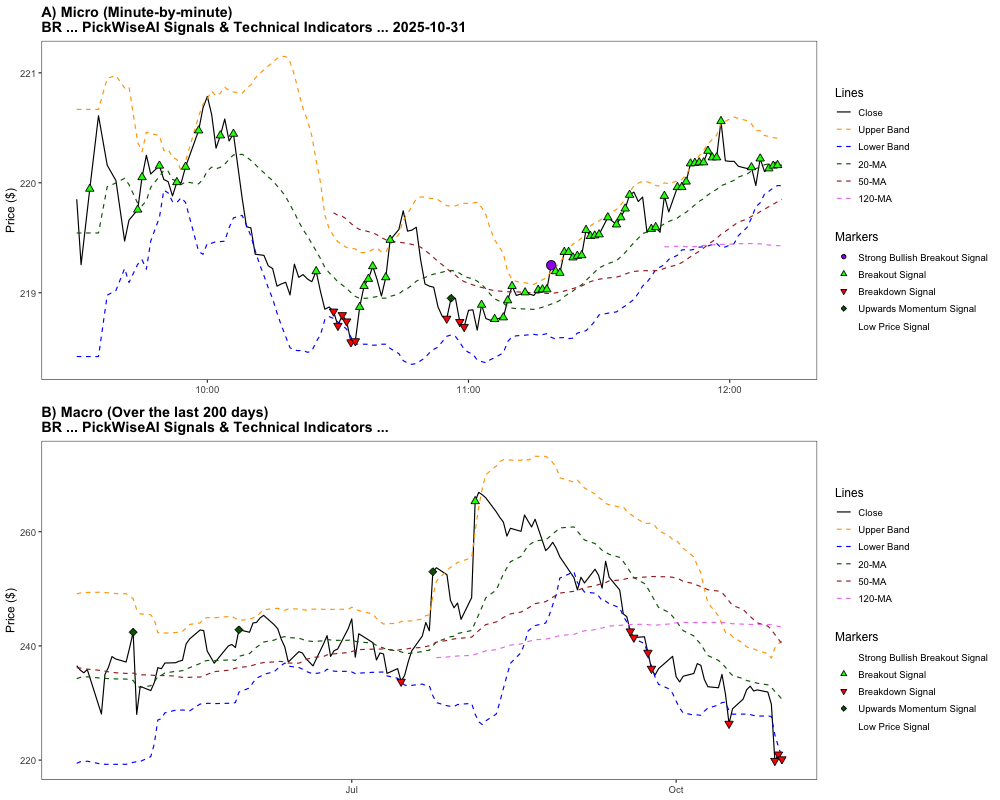 A) Micro (Minute-by-minute)
BR ... PickWiseAI Signals & Technical Indicators ... 2025-10-31
Price ($)
221
220
219
10:00
11:00
12:00
Lines
Close
Upper Band
Lower Band
20-MA
50-MA
120-MA
Markers
Strong Bullish Breakout Signal
Breakout Signal
Breakdown Signal
Upwards Momentum Signal
Low Price Signal
B) Macro (Over the last 200 days)
BR ... PickWiseAI Signals & Technical Indicators ...
Price ($)
260
240
220
Jul
Oct
Lines
Close
Upper Band
Lower Band
20-MA
50-MA
120-MA
Markers
Strong Bullish Breakout Signal
Breakout Signal
Breakdown Signal
Upwards Momentum Signal
Low Price Signal